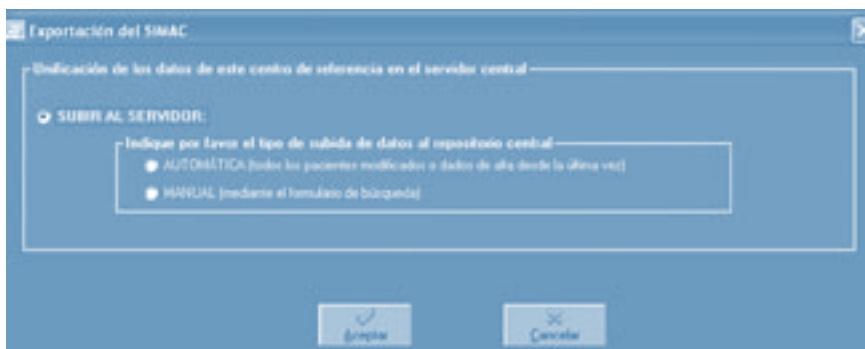 Exportación del SIMAC
Unificación de los datos de este centro de referencia en el servidor central
SUBIR AL SERVIDOR:
Indique por favor el tipo de subida de datos al repositorio central
AUTOMÁTICA (todos los pacientes modificados o dados de alta desde la última vez)
MANUAL (mediante el formulario de búsqueda)
Aceptar
Cancelar